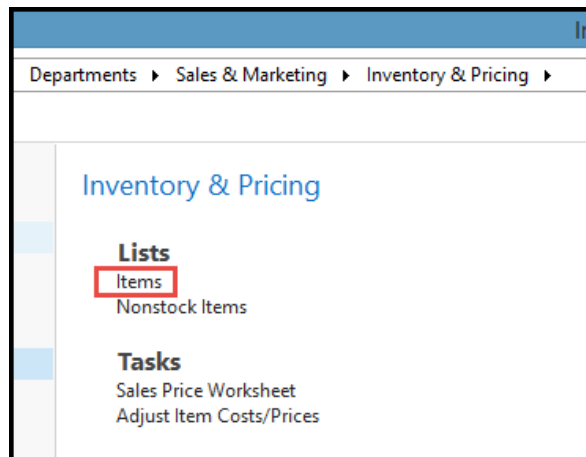 Departments ▸ Sales & Marketing ▸ Inventory & Pricing ▸
Inventory & Pricing
Lists
Items
Nonstock Items
Tasks
Sales Price Worksheet
Adjust Item Costs/Prices